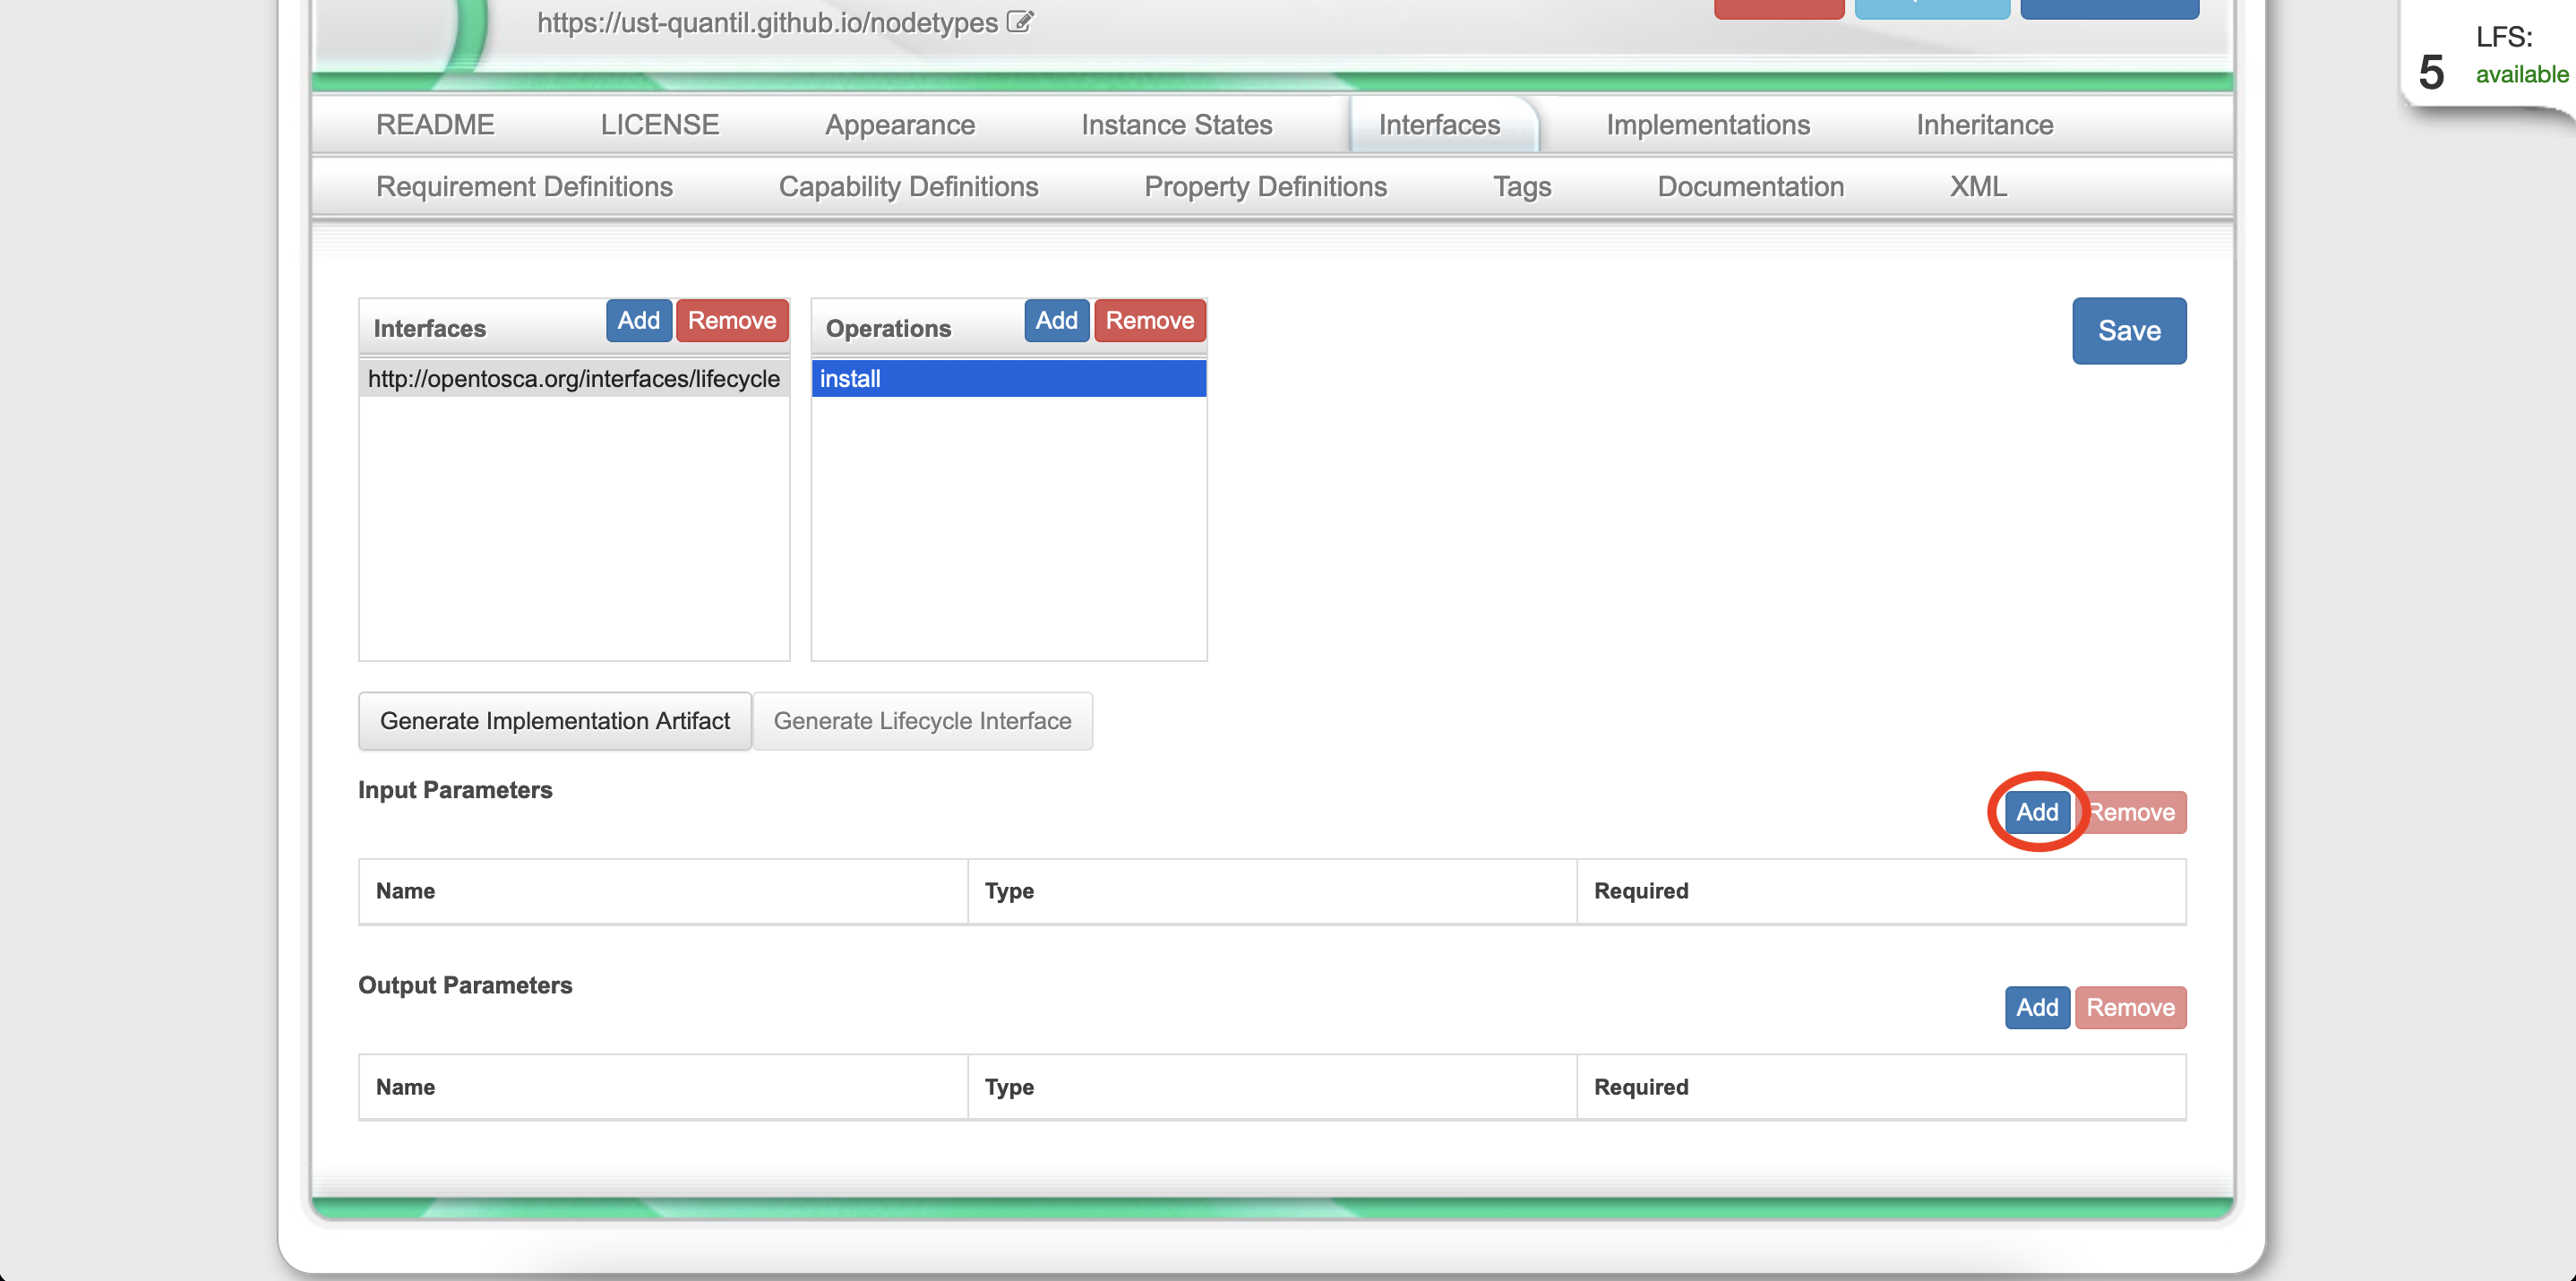 https://ust-quantil.github.io/nodetypes
LFS:
5 available
README LICENSE Appearance Instance States Interfaces Implementations Inheritance
Requirement Definitions Capability Definitions Property Definitions Tags Documentation XML
Interfaces Add Remove Operations Add Remove Save
http://opentosca.org/interfaces/lifecycle install
Generate Implementation Artifact Generate Lifecycle Interface
Input Parameters
Add Remove
Name Type Required
Output Parameters
Add Remove
Name Type Required